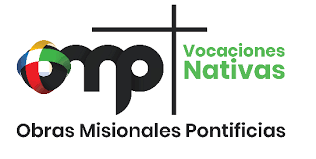 omp
Vocaciones
Nativas
Obras Misionales Pontificias